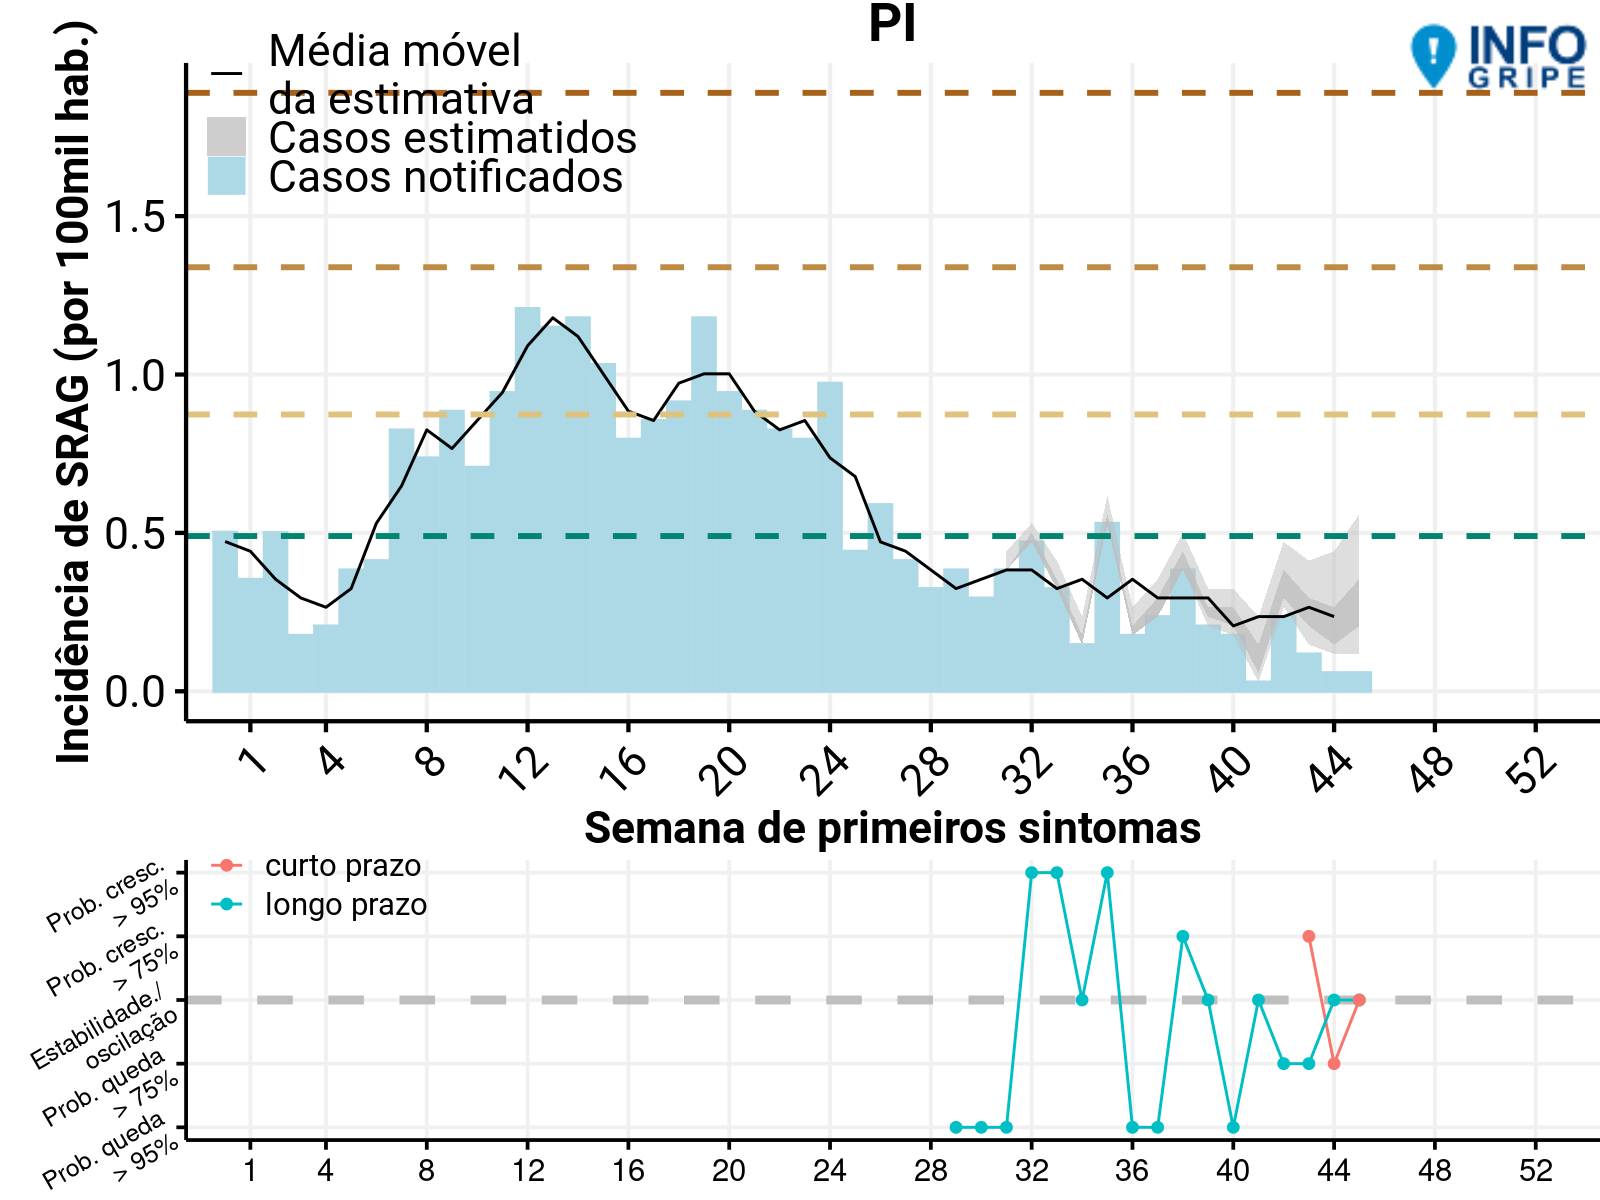 PI
INFO
GRIPE
Média móvel
da estimativa
Casos estimatidos
Casos notificados
Incidência de SRAG (por 100mil hab.)
1.5
1.0
0.5
0.0
1 4 8 12 16 20 24 28 32 36 40 44 48 52
Semana de primeiros sintomas
curto prazo
longo prazo
Prob. cresc.
> 95%
Prob. cresc.
> 75%
Estabilidade./
oscilação
Prob. queda
> 75%
Prob. queda
> 95%
1 4 8 12 16 20 24 28 32 36 40 44 48 52